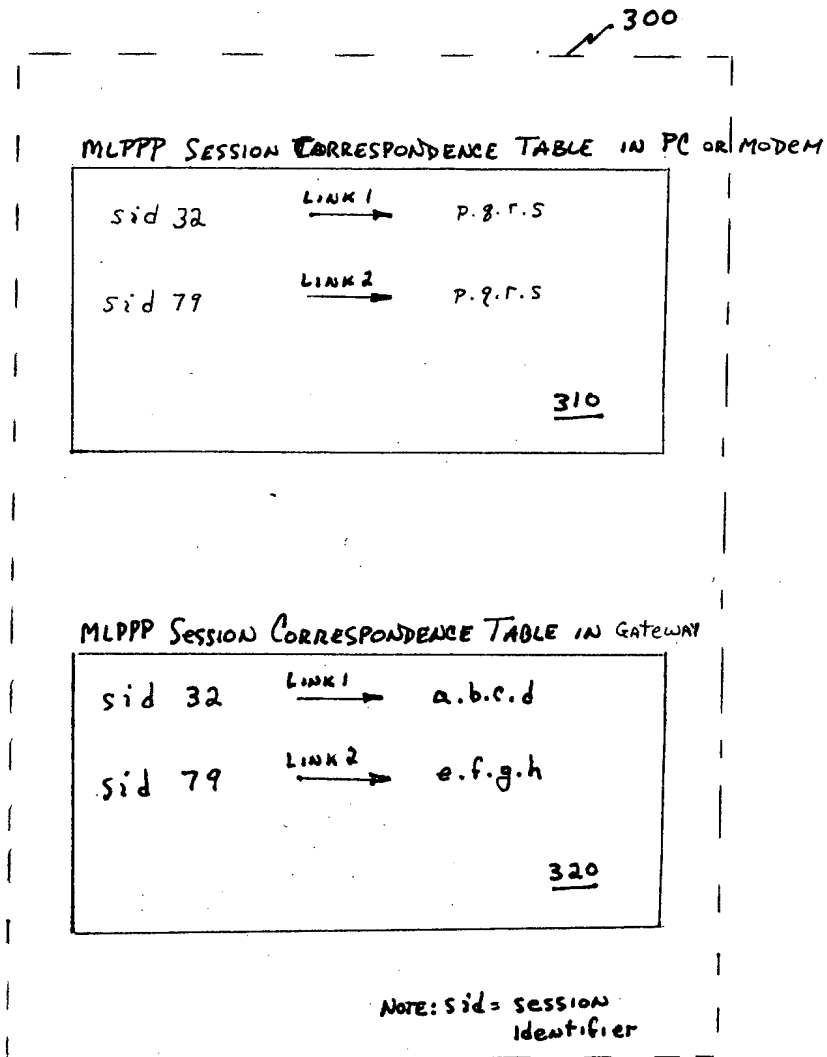 300
MLPPP SESSION CORRESPONDENCE TABLE IN PC OR MODEM
sid 32 LINK 1 p.q.r.s
sid 79 LINK 2 p.q.r.s
310
MLPPP SESSION CORRESPONDENCE TABLE IN GATEWAY
sid 32 LINK 1 a.b.c.d
sid 79 LINK 2 e.f.g.h
320
NOTE: sid = SESSION
Identifier